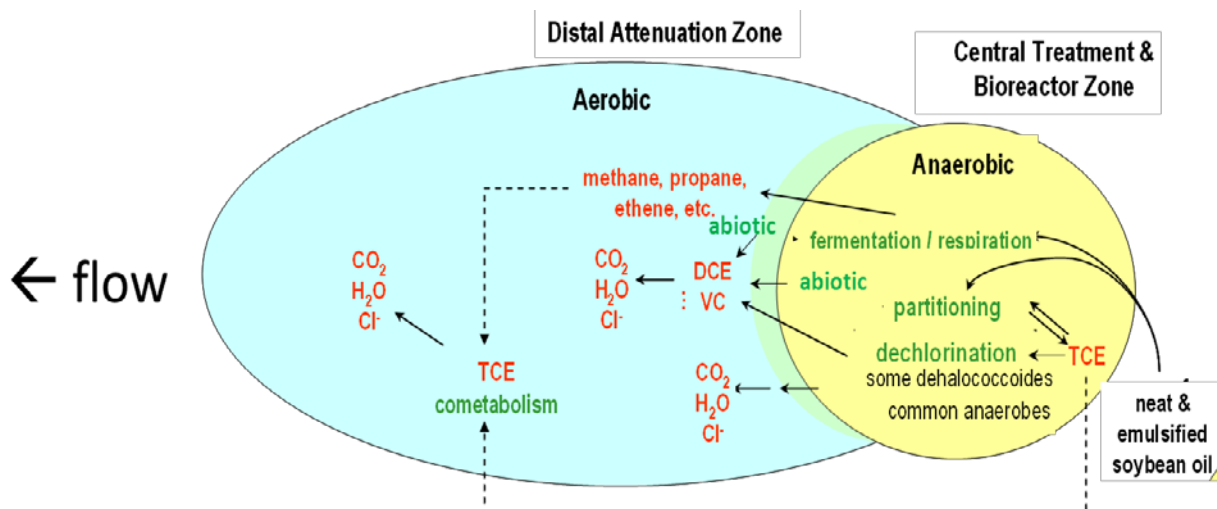 Distal Attenuation Zone
Central Treatment &
Bioreactor Zone
Aerobic
Anaerobic
methane, propane,
ethene, etc.
abiotic
fermentation / respiration
← flow
CO₂
H₂O
Cl⁻
CO₂
H₂O
Cl⁻
DCE
VC
abiotic
partitioning
dechlorination
TCE
some dehalococcoides
common anaerobes
TCE
cometabolism
CO₂
H₂O
Cl⁻
neat &
emulsified
soybean oil